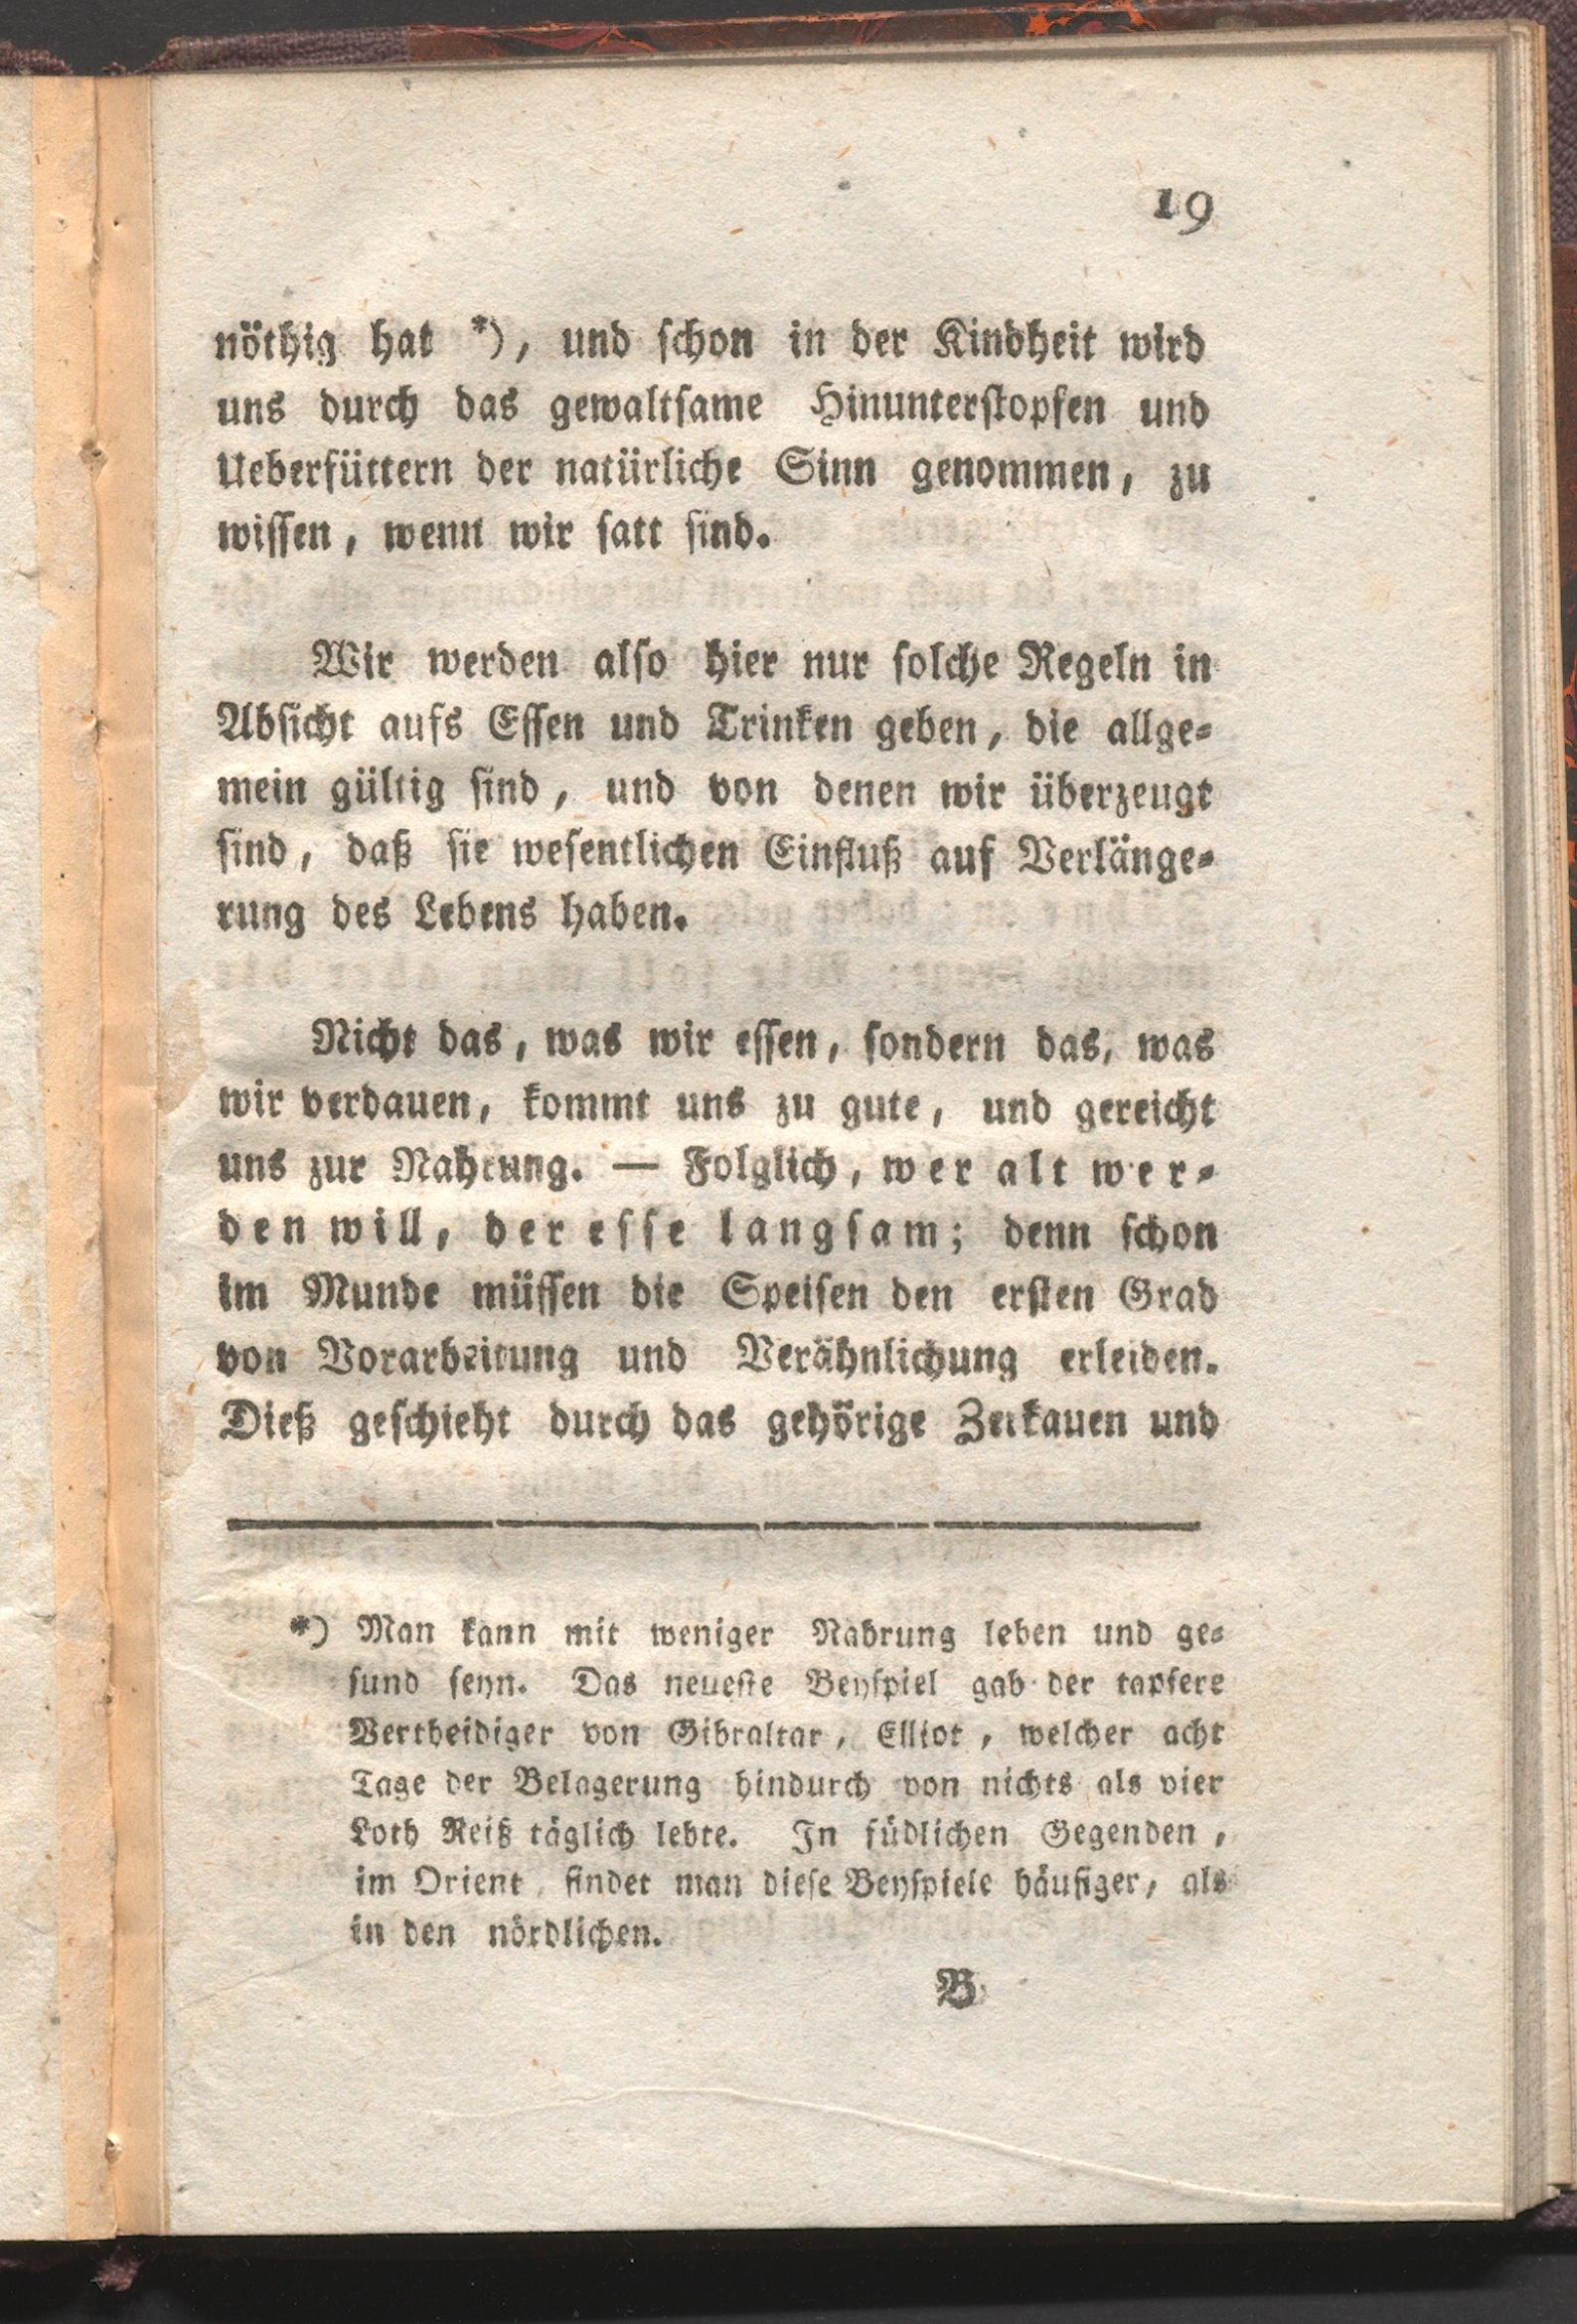 19
nöthig hat *), und ſchon in der Kindheit wird
uns durch das gewaltſame Hinunterſtopfen und
Ueberfüttern der natürliche Sinn genommen, zu
wiſſen, wenn wir ſatt ſind.
Wir werden alſo hier nur ſolche Regeln in
Abſicht aufs Eſſen und Trinken geben, die allge-
mein gültig ſind, und von denen wir überzeugt
ſind, daß ſie weſentlichen Einfluß auf Verlänge-
rung des Lebens haben.
Nicht das, was wir eſſen, ſondern das, was
wir verdauen, kommt uns zu gute, und gereicht
uns zur Nahrung. — Folglich, wer alt wer-
den will, der eſſe langſam; denn ſchon
im Munde müſſen die Speiſen den erſten Grad
von Vorarbeitung und Verähnlichung erleiden.
Dieß geſchieht durch das gehörige Zerkauen und
*) Man kann mit weniger Nahrung leben und ge-
ſund ſeyn. Das neueſte Beyſpiel gab der tapfere
Vertheidiger von Gibraltar, Elliot, welcher acht
Tage der Belagerung hindurch von nichts als vier
Loth Reiß täglich lebte. In ſüdlichen Gegenden,
im Orient findet man dieſe Beyſpiele häufiger, als
in den nördlichen.
B